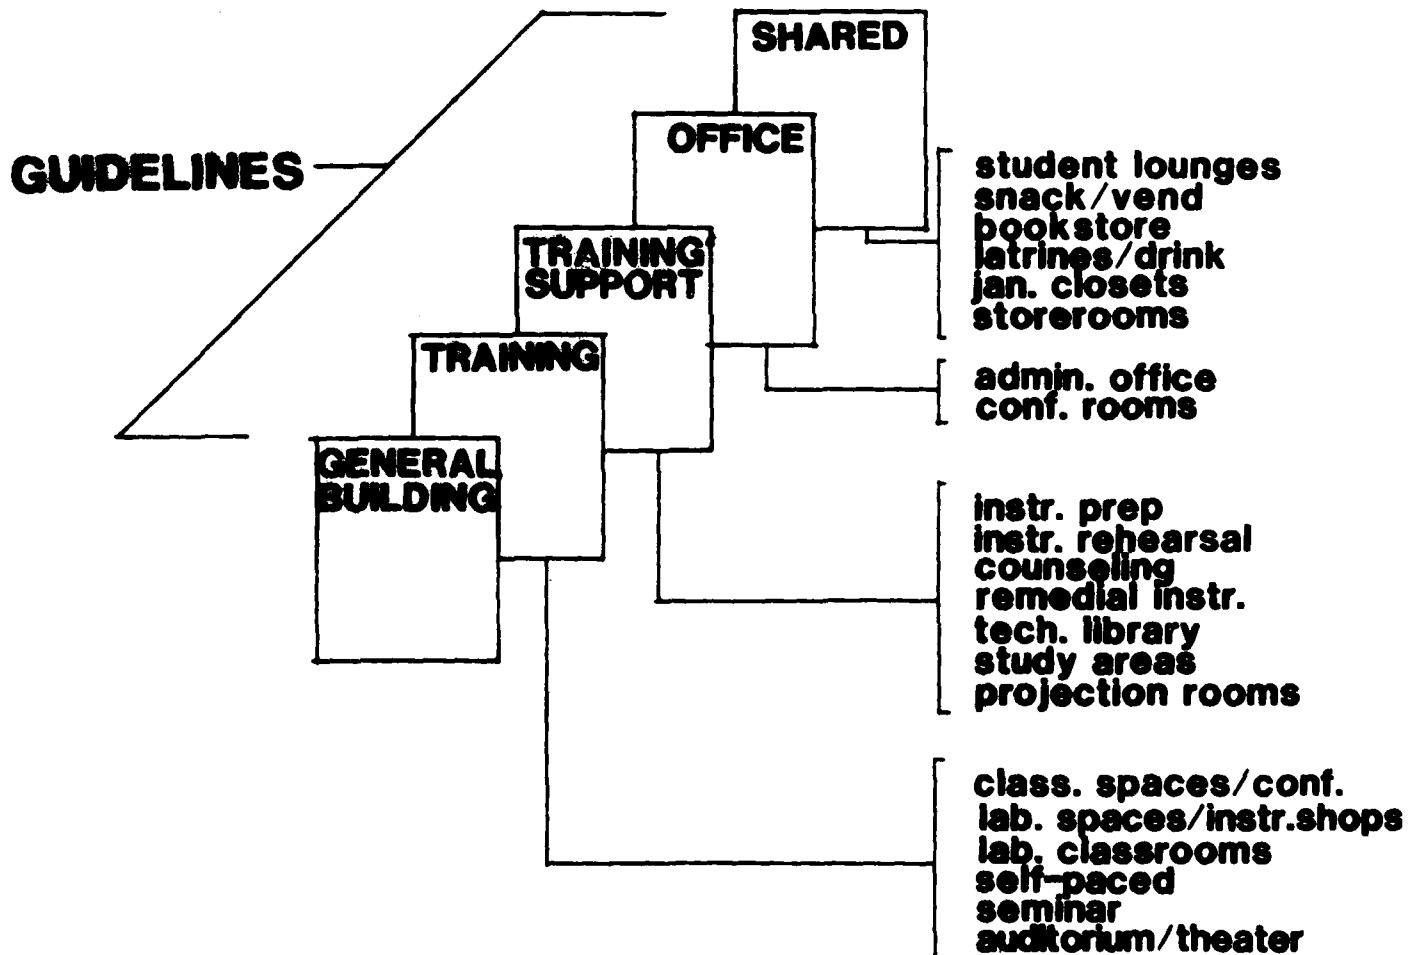 SHARED
OFFICE
GUIDELINES
TRAINING
SUPPORT
TRAINING
GENERAL
BUILDING
student lounges
snack/vend
bookstore
latrines/drink
jan. closets
storerooms
admin. office
conf. rooms
instr. prep
instr. rehearsal
counseling
remedial instr.
tech. library
study areas
projection rooms
class. spaces/conf.
lab. spaces/instr.shops
lab. classrooms
self-paced
seminar
auditorium/theater